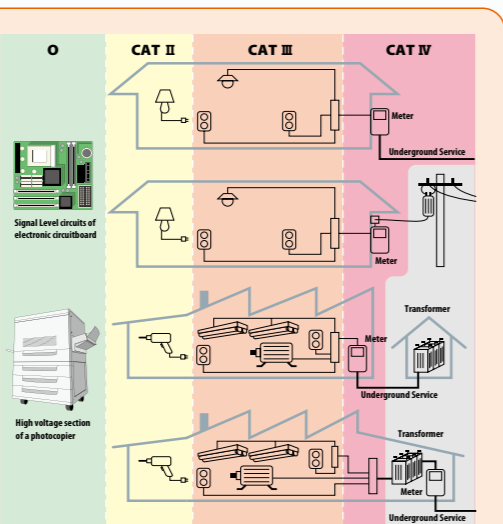 O CAT II CAT III CAT IV
Meter
Underground Service
Signal Level circuits of
electronic circuitboard
Meter
Transformer
Meter
Underground Service
High voltage section
of a photocopier
Transformer
Meter
Underground Service